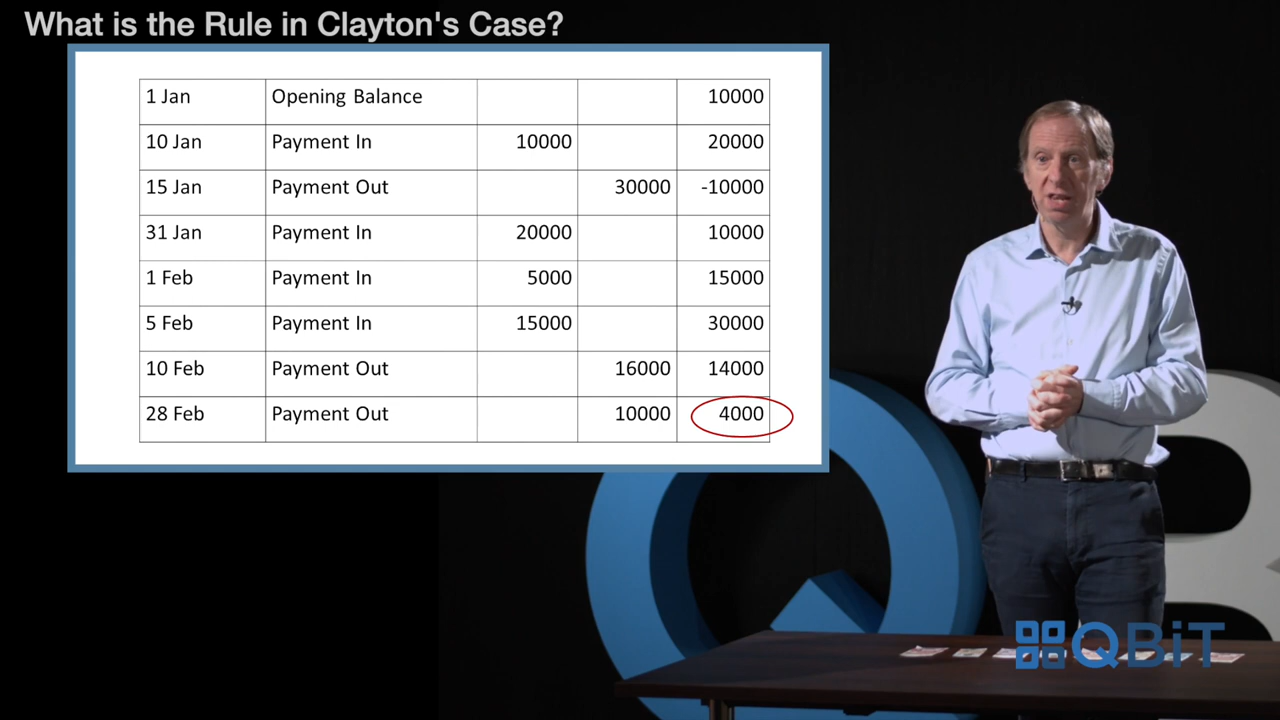 What is the Rule in Clayton's Case?
1 Jan Opening Balance 10000
10 Jan Payment In 10000 20000
15 Jan Payment Out 30000 -10000
31 Jan Payment In 20000 10000
1 Feb Payment In 5000 15000
5 Feb Payment In 15000 30000
10 Feb Payment Out 16000 14000
28 Feb Payment Out 10000 4000
QB
QBiT